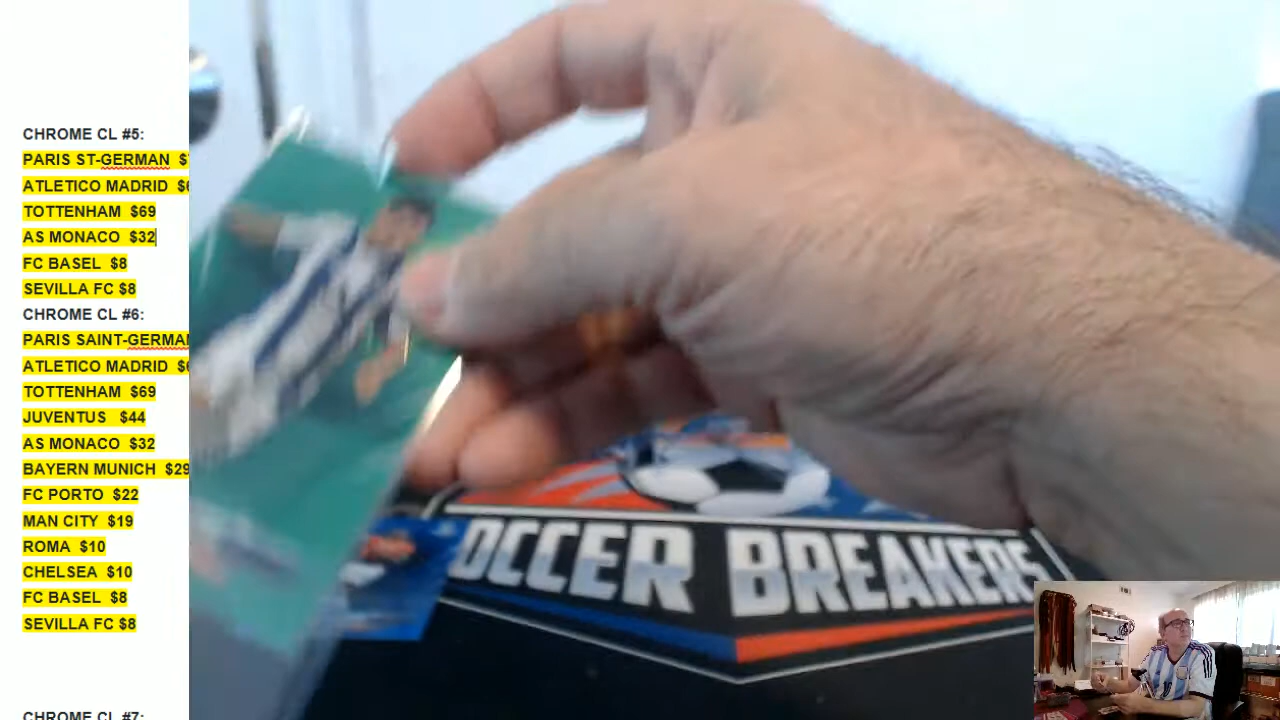 CHROME CL #5:
PARIS ST-GERMAN
ATLETICO MADRID
TOTTENHAM $69
AS MONACO $32
FC BASEL $8
SEVILLA FC $8
CHROME CL #6:
PARIS SAINT-GERMAN
ATLETICO MADRID
TOTTENHAM $69
JUVENTUS $44
AS MONACO $32
BAYERN MUNICH $29
FC PORTO $22
MAN CITY $19
ROMA $10
CHELSEA $10
FC BASEL $8
SEVILLA FC $8
CHROME CL #7:
OCCER BREAKERS